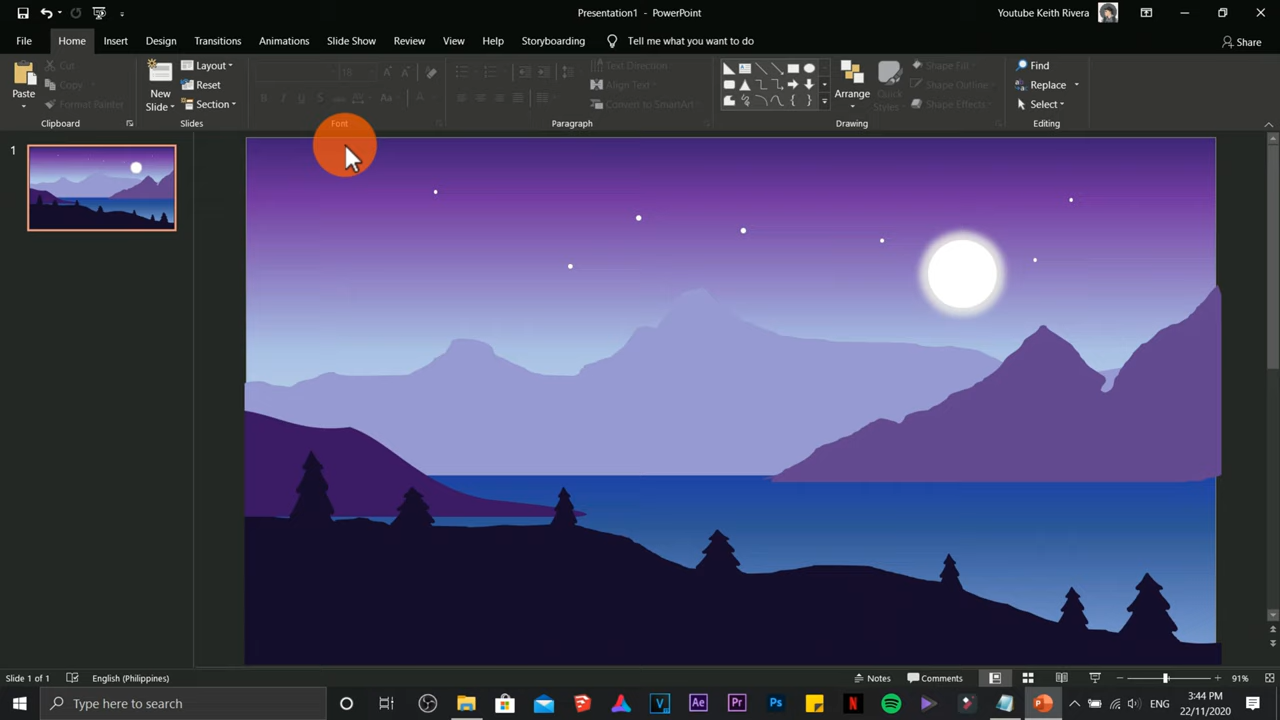 Presentation1 - PowerPoint
Youtube Keith Rivera
File Home Insert Design Transitions Animations Slide Show Review View Help Storyboarding Tell me what you want to do Share
Paste
Cut
Copy
Format Painter
Clipboard
New Slide
Layout
Reset
Section
Slides
18
Aa
Font
Text Direction
Align Text
Convert to SmartArt
Paragraph
Arrange
Quick Styles
Shape Fill
Shape Outline
Shape Effects
Drawing
Find
Replace
Select
Editing
1
Slide 1 of 1 English (Philippines) Notes Comments 91%
Type here to search
3:44 PM
22/11/2020